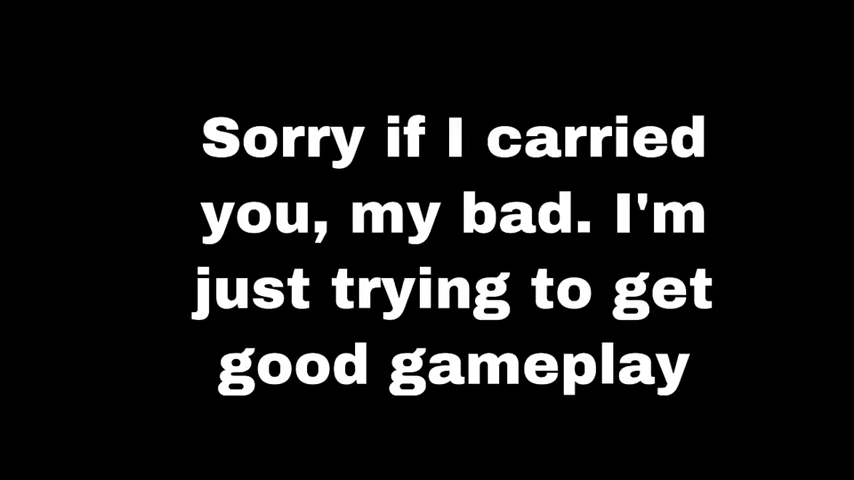 Sorry if I carried
you, my bad. I'm
just trying to get
good gameplay